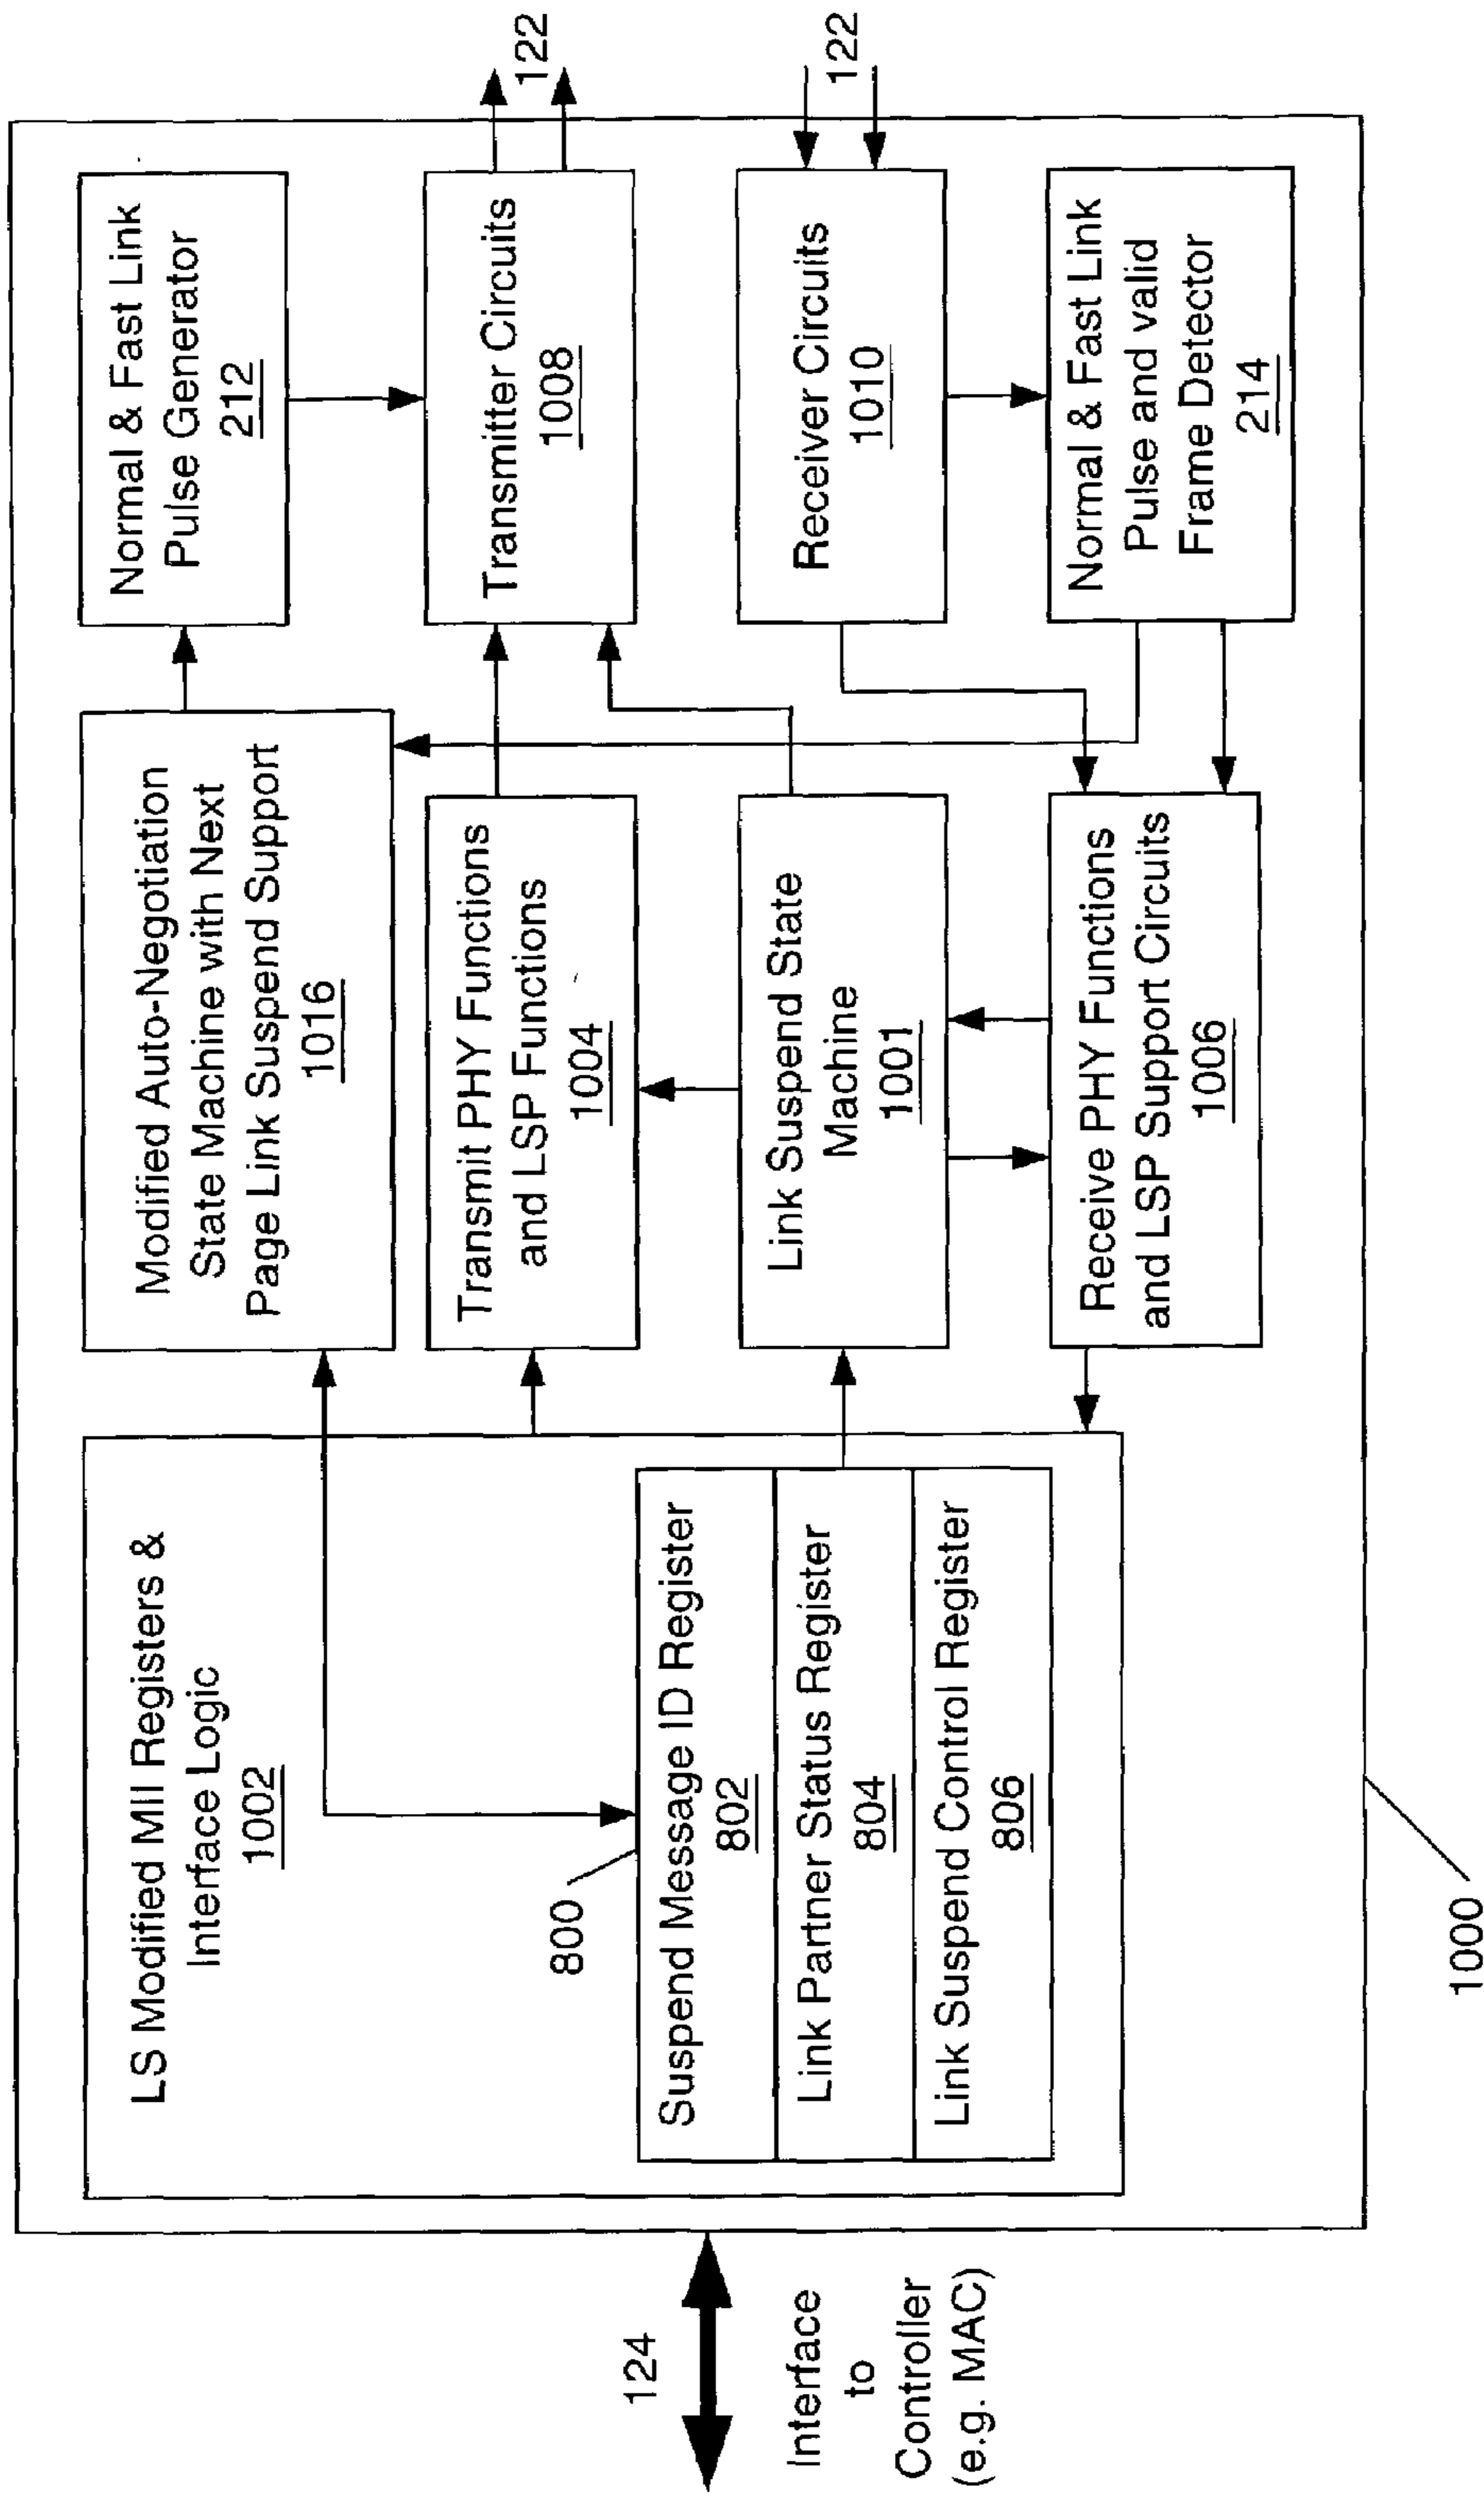 124
Interface
to
Controller
(e.g. MAC)
LS Modified MII Registers &
Interface Logic
1002
800
Suspend Message ID Register
802
Link Partner Status Register
804
Link Suspend Control Register
806
Modified Auto-Negotiation
State Machine with Next
Page Link Suspend Support
1016
Transmit PHY Functions
and LSP Functions
1004
Link Suspend State
Machine
1001
Receive PHY Functions
and LSP Support Circuits
1006
Normal & Fast Link
Pulse Generator
212
Transmitter Circuits
1008
Receiver Circuits
1010
Normal & Fast Link
Pulse and valid
Frame Detector
214
122
122
1000